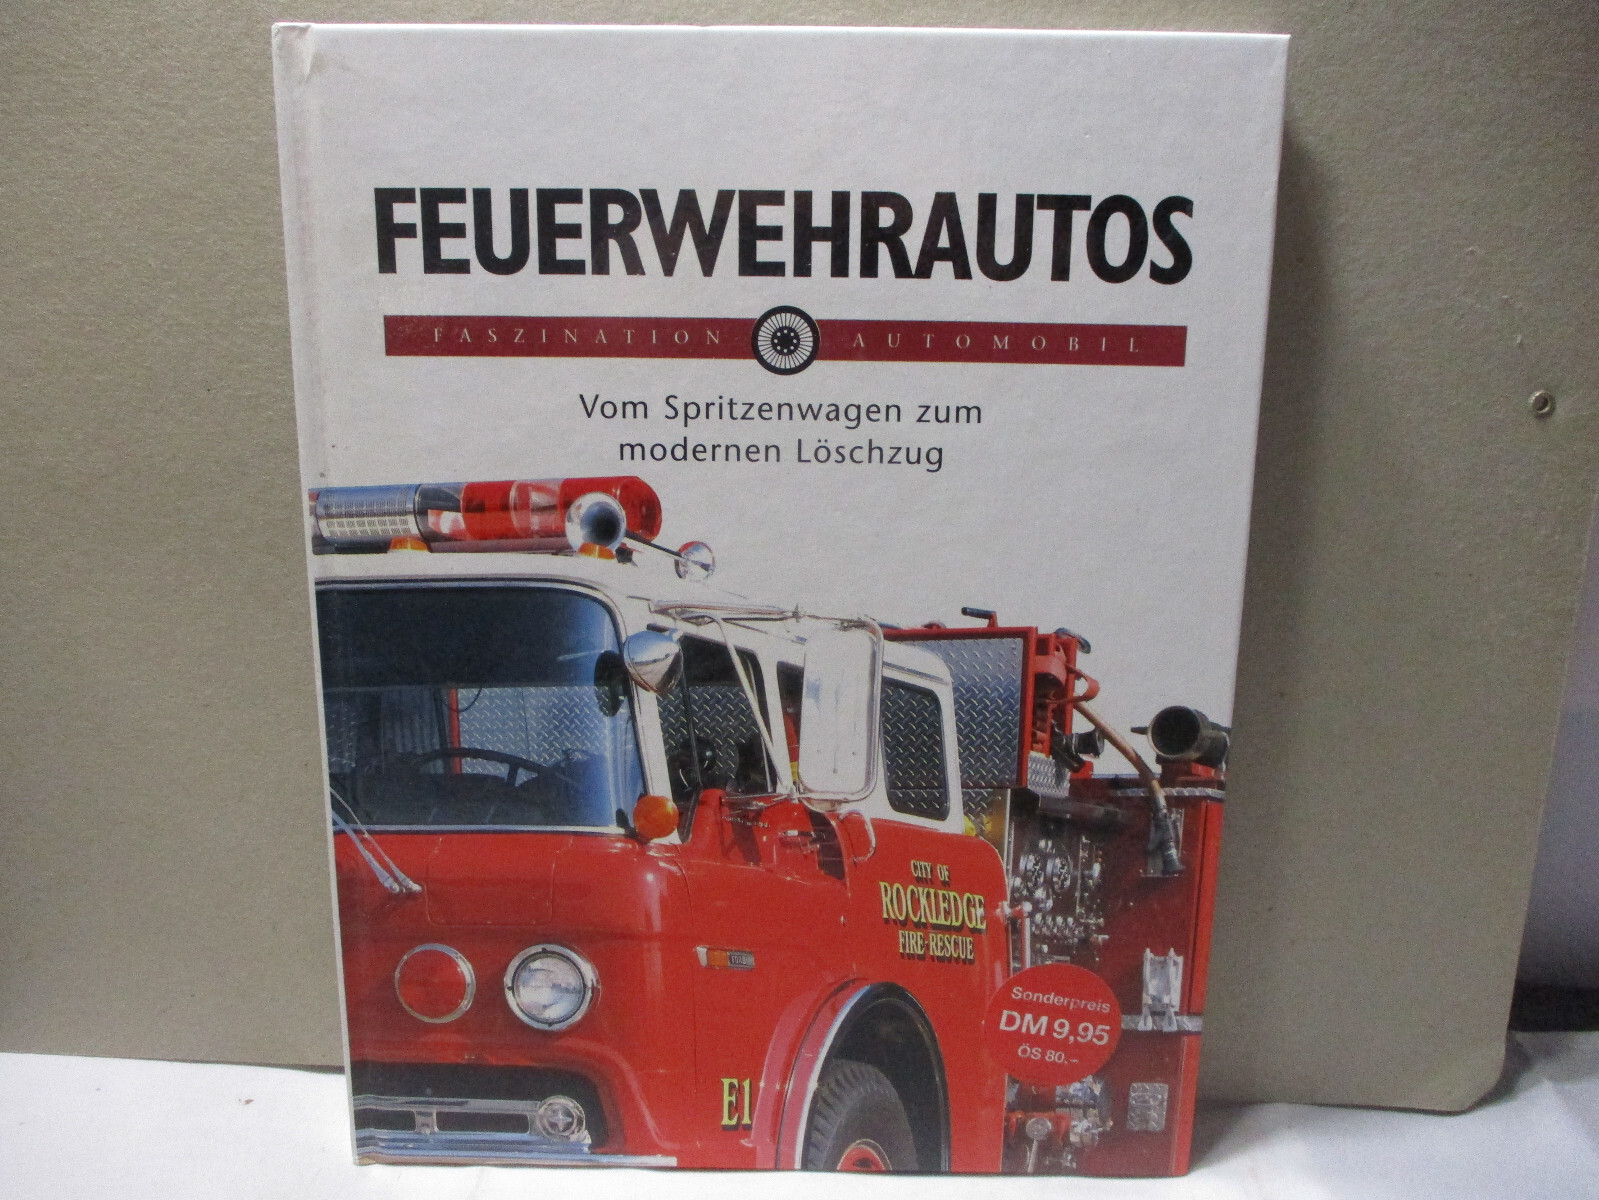 FEUERWEHRAUTOS
FASZINATION AUTOMOBIL
Vom Spritzenwagen zum
modernen Löschzug
CITY OF
ROCKLEDGE
FIRE-RESCUE
FORD
Sonderpreis
DM 9,95
ÖS 80,–
E1